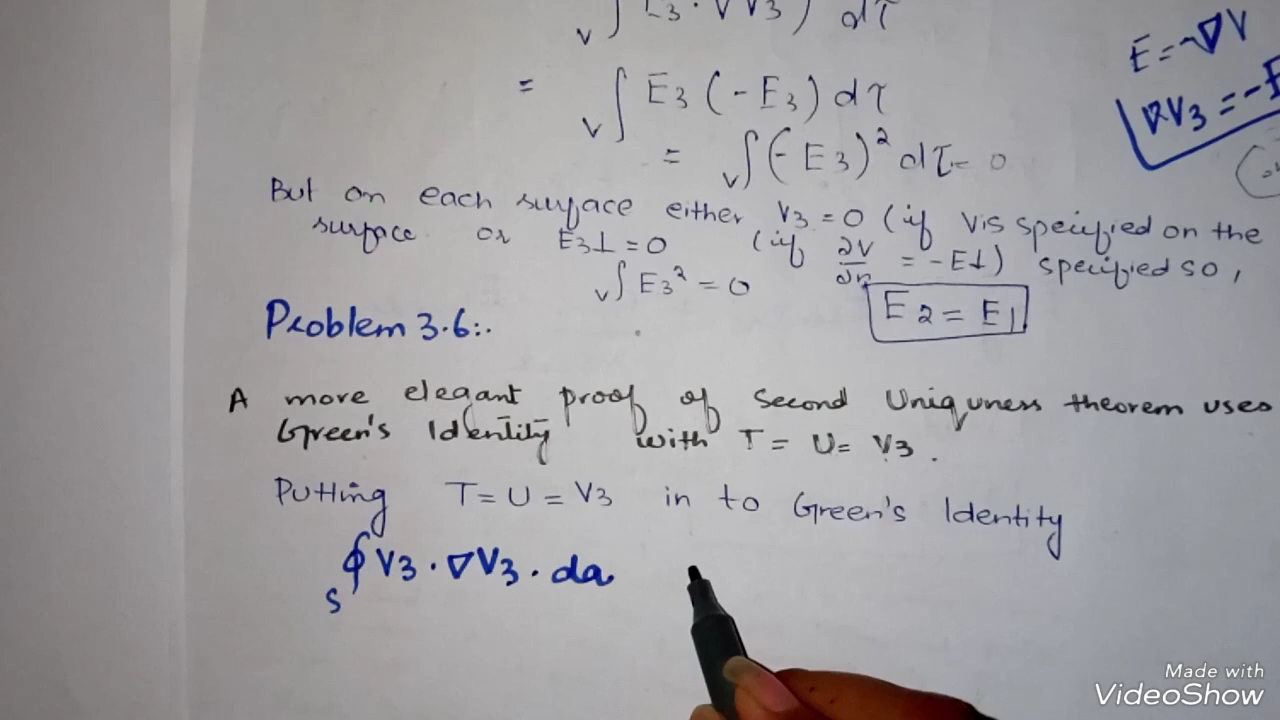 ∫ E3 · ∇V3) dτ
V
= ∫ E3 (-E3) dτ
V
= ∫ (-E3)² dτ = 0
V
E = -∇V
∇V3 = -E
But on each surface either V3 = 0 (if V is specified on the
surface or E3⊥ = 0 (if ∂V/∂n = -E⊥) specified so,
V∫ E3² = 0
E2 = E1
Problem 3.6:.
A more elegant proof of Second Uniquness theorem uses
Green's Identity with T = U = V3.
Putting T = U = V3 in to Green's Identity
∮ V3 · ∇V3 · da
S
Made with
VideoShow